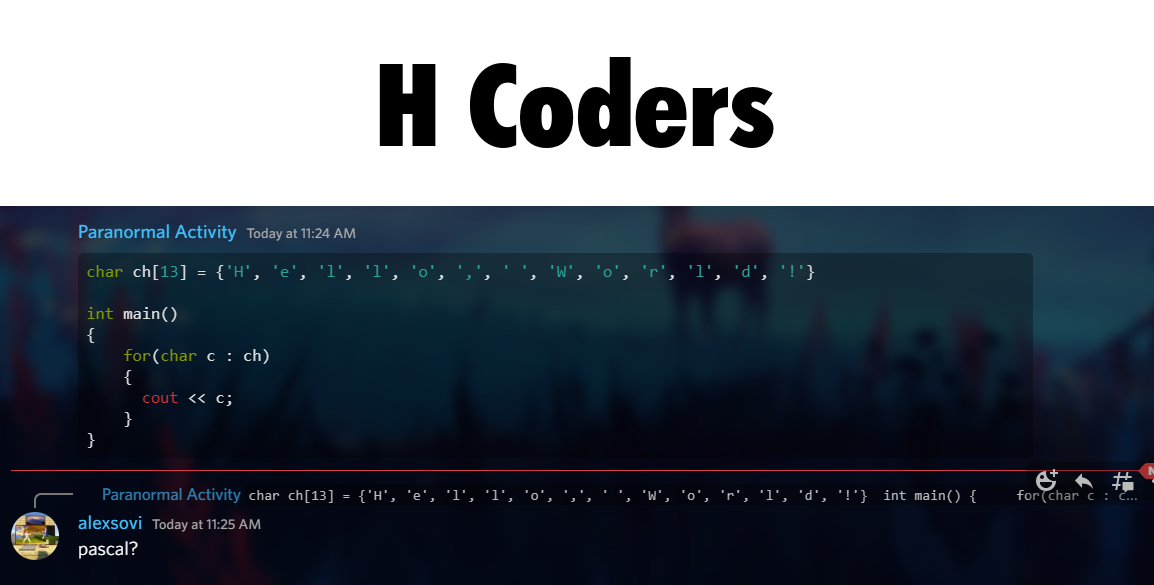 H Coders
Paranormal Activity Today at 11:24 AM
char ch[13] = {'H', 'e', 'l', 'l', 'o', ',', ' ', 'W', 'o', 'r', 'l', 'd', '!'}
int main()
{
    for(char c : ch)
    {
      cout << c;
    }
}
Paranormal Activity char ch[13] = {'H', 'e', 'l', 'l', 'o', ',', ' ', 'W', 'o', 'r', 'l', 'd', '!'}  int main() {     for(char c : c...
alexsovi Today at 11:25 AM
pascal?